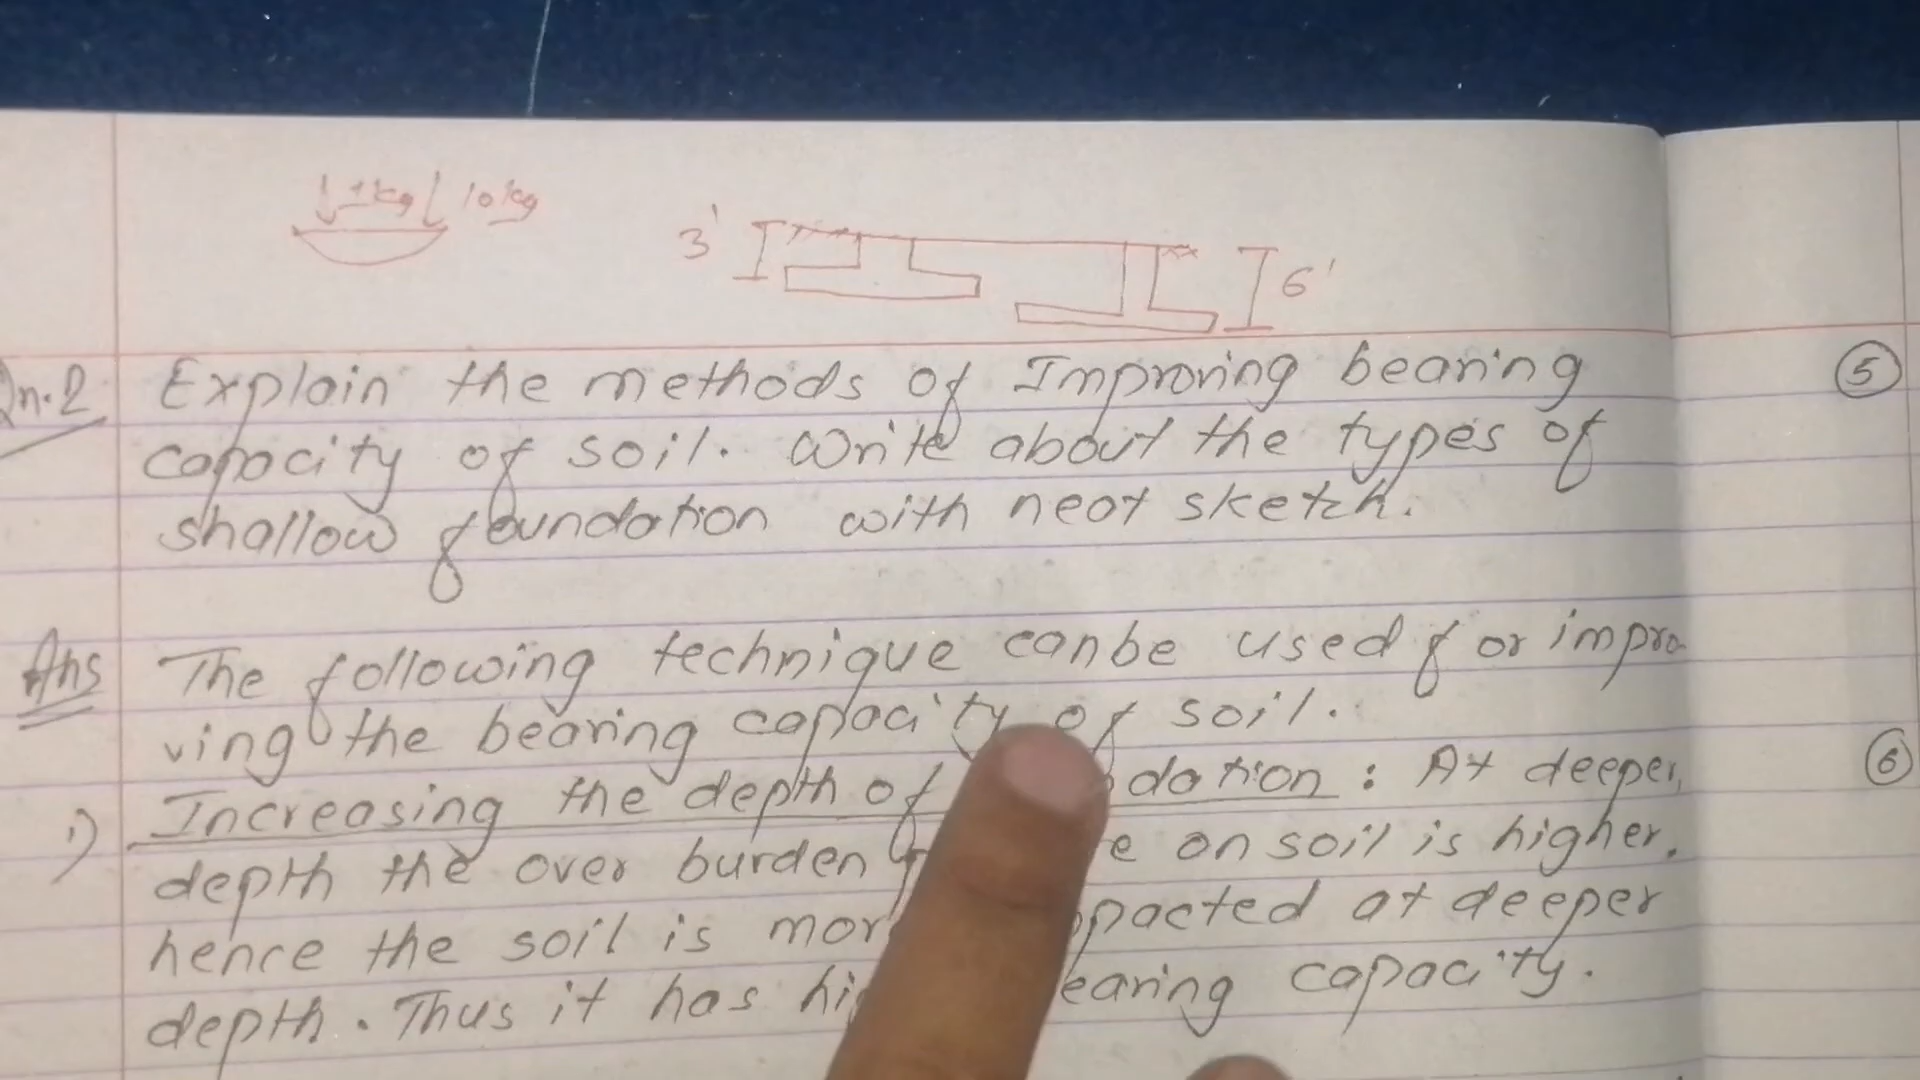 1kg 10kg
3' 6'
Qn.2 Explain the methods of Improving bearing 5
capacity of soil. Write about the types of
shallow foundation with neat sketch.
Ans The following technique canbe used for impro
ving the bearing capacity of soil.
i) Increasing the depth of dation : At deeper 6
depth the over burden e on soil is higher.
hence the soil is mor pacted at deeper
depth. Thus it has hi earing capacity.